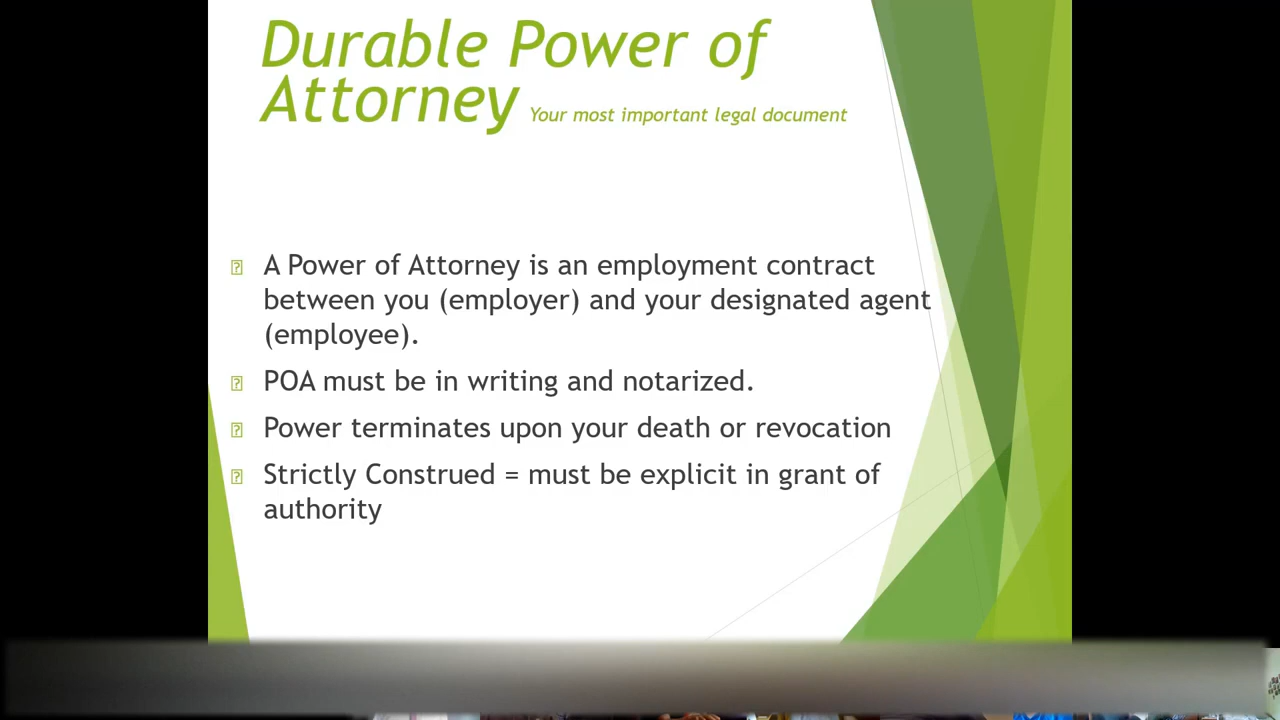 Durable Power of
Attorney Your most important legal document
A Power of Attorney is an employment contract
between you (employer) and your designated agent
(employee).
POA must be in writing and notarized.
Power terminates upon your death or revocation
Strictly Construed = must be explicit in grant of
authority